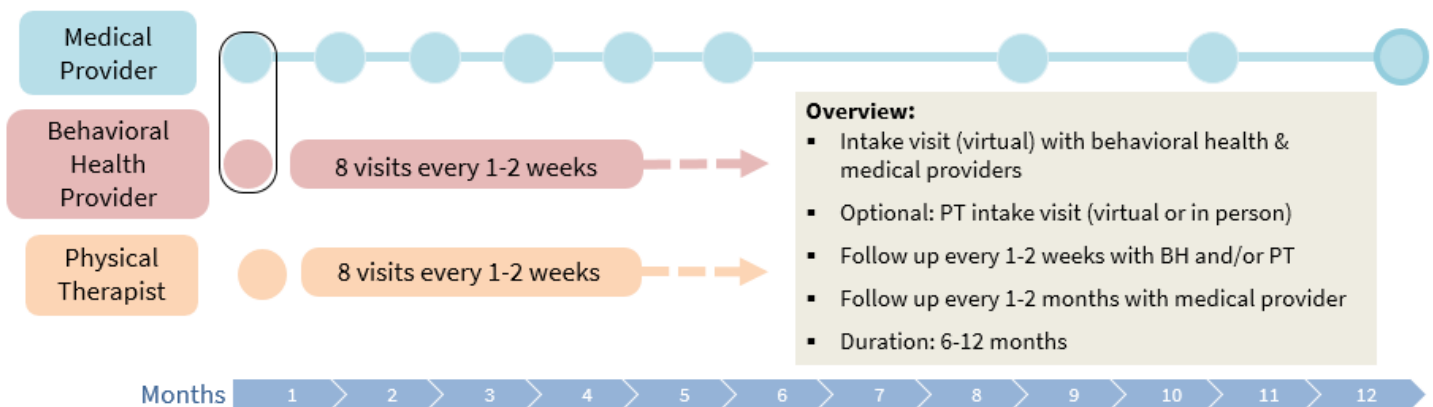 Medical
Provider
Behavioral
Health
Provider
8 visits every 1-2 weeks
Physical
Therapist
8 visits every 1-2 weeks
Overview:
▪ Intake visit (virtual) with behavioral health &
medical providers
▪ Optional: PT intake visit (virtual or in person)
▪ Follow up every 1-2 weeks with BH and/or PT
▪ Follow up every 1-2 months with medical provider
▪ Duration: 6-12 months
Months 1 2 3 4 5 6 7 8 9 10 11 12